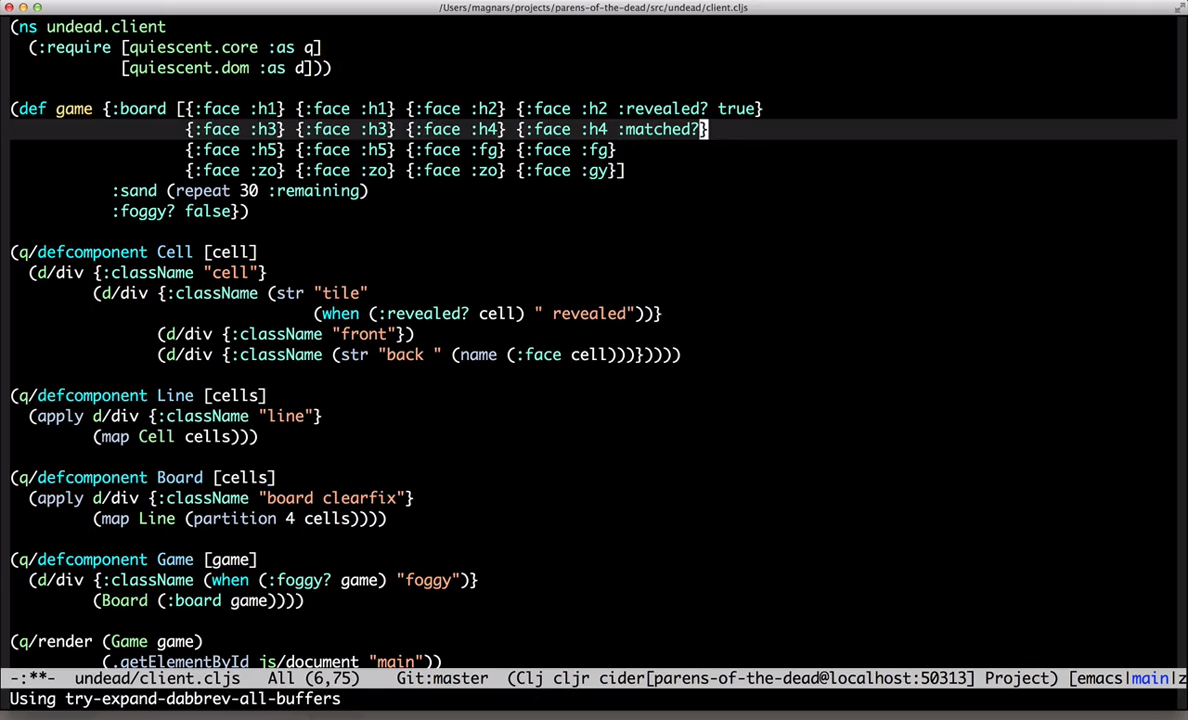 /Users/magnars/projects/parens-of-the-dead/src/undead/client.cljs
(ns undead.client
  (:require [quiescent.core :as q]
            [quiescent.dom :as d]))
(def game {:board [{:face :h1} {:face :h1} {:face :h2} {:face :h2 :revealed? true}
                   {:face :h3} {:face :h3} {:face :h4} {:face :h4 :matched?}
                   {:face :h5} {:face :h5} {:face :fg} {:face :fg}
                   {:face :zo} {:face :zo} {:face :zo} {:face :gy}]
           :sand (repeat 30 :remaining)
           :foggy? false})
(q/defcomponent Cell [cell]
  (d/div {:className "cell"}
         (d/div {:className (str "tile"
                                 (when (:revealed? cell) " revealed"))}
                (d/div {:className "front"})
                (d/div {:className (str "back " (name (:face cell)))}))))
(q/defcomponent Line [cells]
  (apply d/div {:className "line"}
         (map Cell cells)))
(q/defcomponent Board [cells]
  (apply d/div {:className "board clearfix"}
         (map Line (partition 4 cells))))
(q/defcomponent Game [game]
  (d/div {:className (when (:foggy? game) "foggy")}
         (Board (:board game))))
(q/render (Game game)
          (.getElementById js/document "main"))
-:**-  undead/client.cljs   All (6,75)    Git:master  (Clj cljr cider[parens-of-the-dead@localhost:50313] Project) [emacs|main|z
Using try-expand-dabbrev-all-buffers